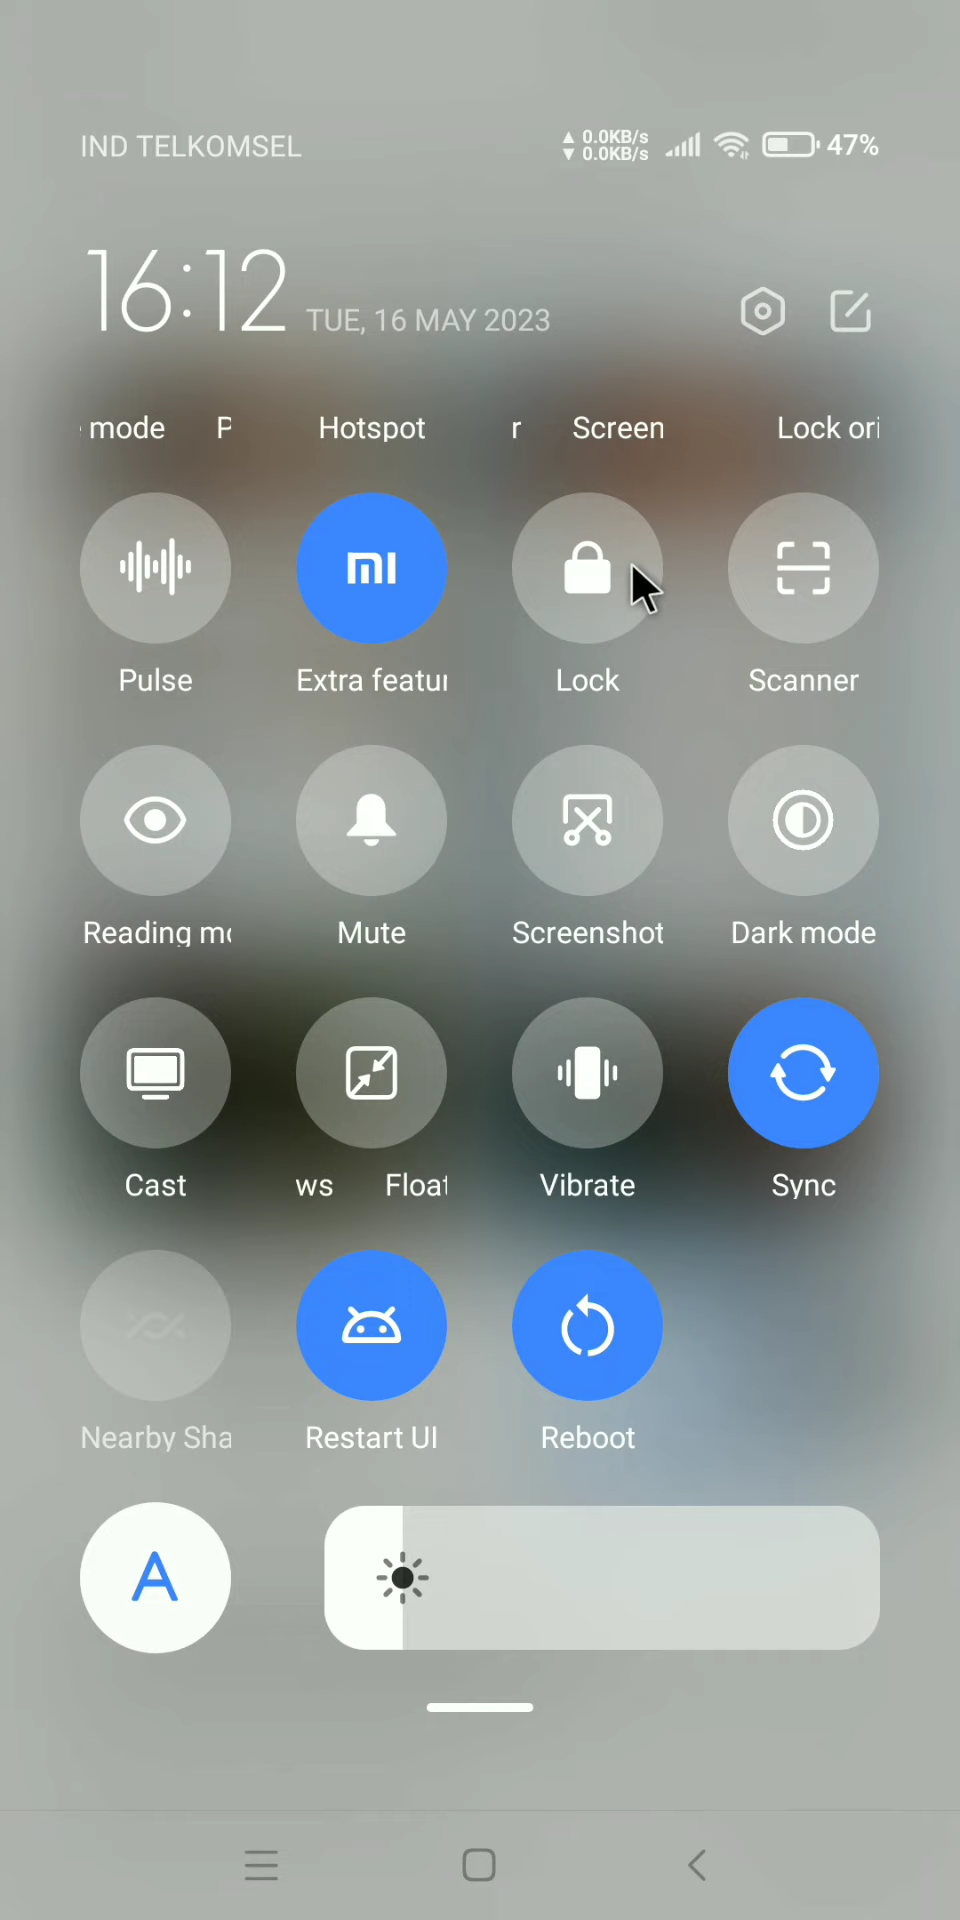 IND TELKOMSEL
0.0KB/s
0.0KB/s
47%
16:12 TUE, 16 MAY 2023
mode P Hotspot r Screen Lock ori
Pulse Extra featur Lock Scanner
Reading mo Mute Screenshot Dark mode
Cast ws Float Vibrate Sync
Nearby Sha Restart UI Reboot
A